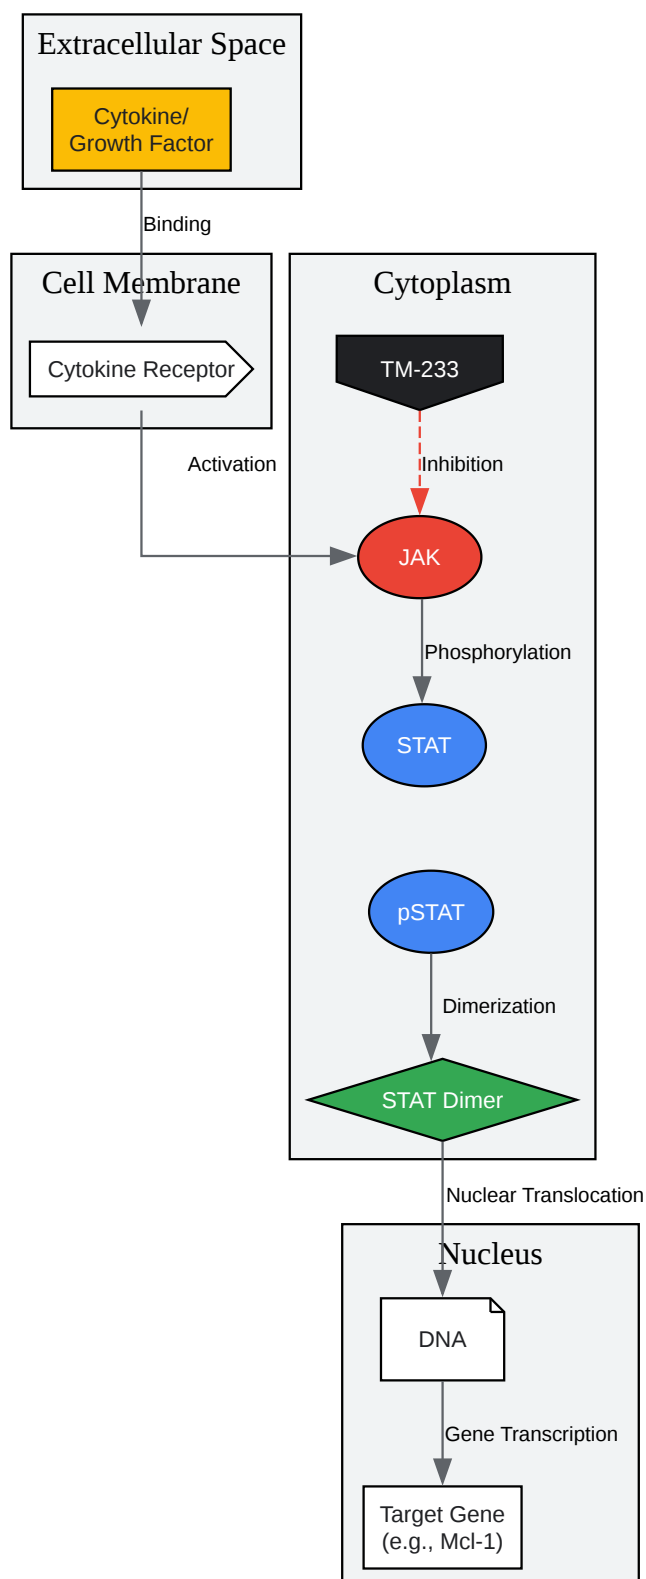 Extracellular Space
Cytokine/
Growth Factor
Binding
Cell Membrane
Cytokine Receptor
Activation
Cytoplasm
TM-233
Inhibition
JAK
Phosphorylation
STAT
pSTAT
Dimerization
STAT Dimer
Nuclear Translocation
Nucleus
DNA
Gene Transcription
Target Gene
(e.g., Mcl-1)